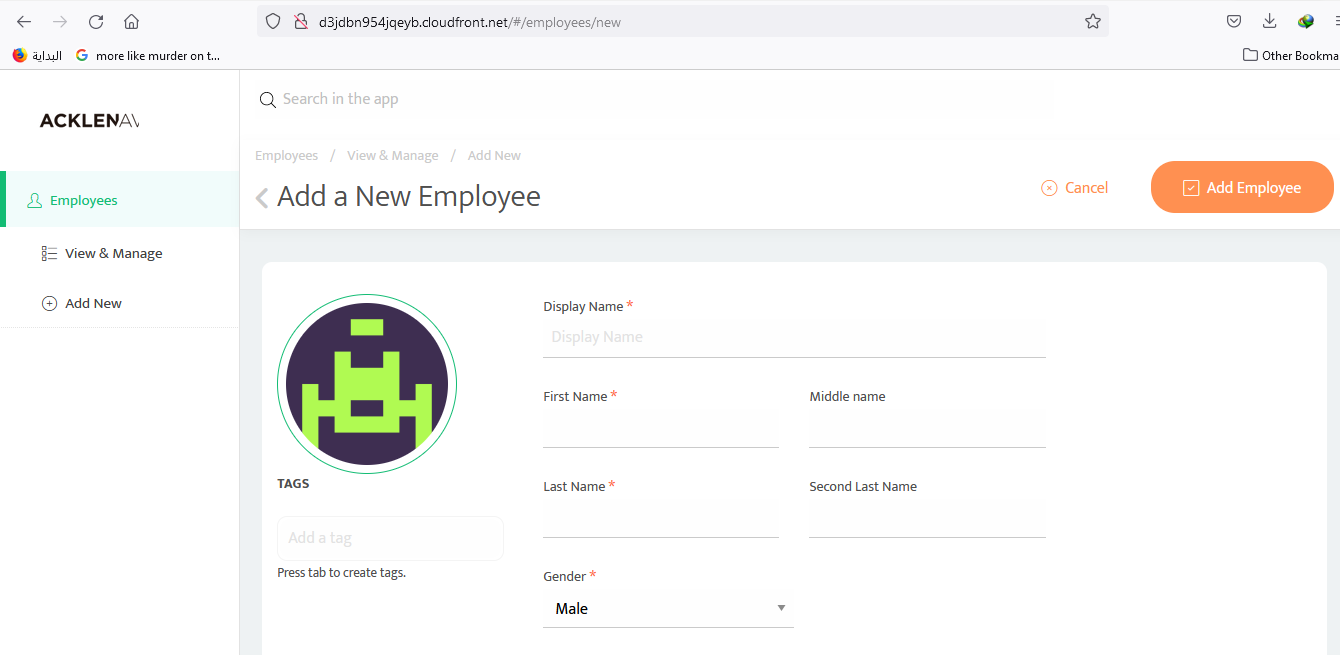 d3jdbn954jqeyb.cloudfront.net/#/employees/new
البداية
more like murder on t...
Other Bookma
ACKLENAV
Search in the app
Employees / View & Manage / Add New
Add a New Employee
Cancel
Add Employee
Employees
View & Manage
Add New
TAGS
Add a tag
Press tab to create tags.
Display Name *
Display Name
First Name *
Middle name
Last Name *
Second Last Name
Gender *
Male